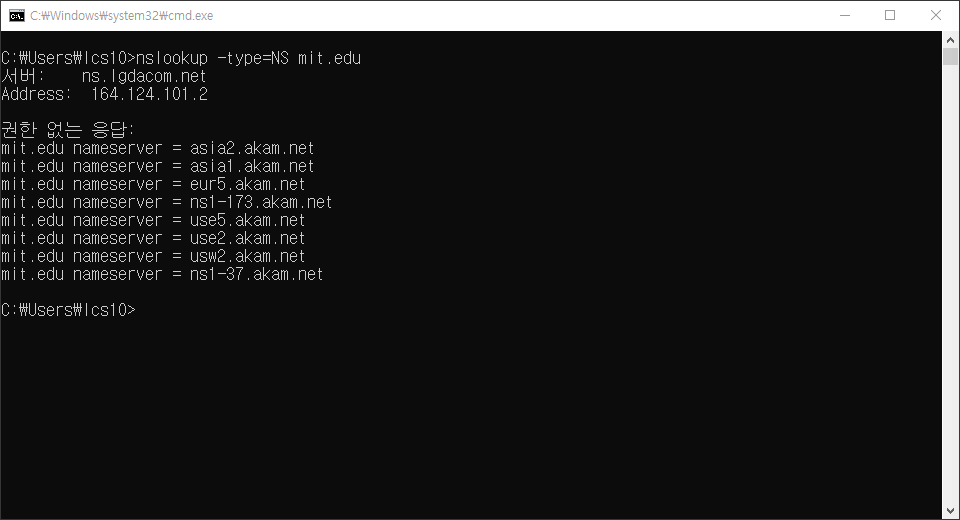 C:₩Windows₩system32₩cmd.exe
C:₩Users₩lcs10>nslookup -type=NS mit.edu
서버:    ns.lgdacom.net
Address:  164.124.101.2
권한 없는 응답:
mit.edu nameserver = asia2.akam.net
mit.edu nameserver = asia1.akam.net
mit.edu nameserver = eur5.akam.net
mit.edu nameserver = ns1-173.akam.net
mit.edu nameserver = use5.akam.net
mit.edu nameserver = use2.akam.net
mit.edu nameserver = usw2.akam.net
mit.edu nameserver = ns1-37.akam.net
C:₩Users₩lcs10>